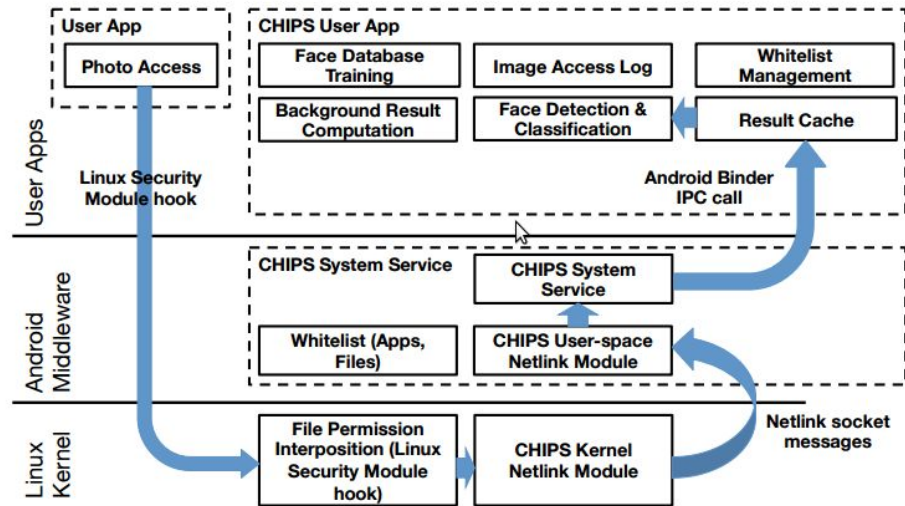 User App
Photo Access
CHIPS User App
Face Database
Training
Image Access Log
Whitelist
Management
Background Result
Computation
Face Detection &
Classification
Result Cache
User Apps
Linux Security
Module hook
Android Binder
IPC call
Android
Middleware
CHIPS System Service
CHIPS System
Service
Whitelist (Apps,
Files)
CHIPS User-space
Netlink Module
Linux
Kernel
File Permission
Interposition (Linux
Security Module
hook)
CHIPS Kernel
Netlink Module
Netlink socket
messages